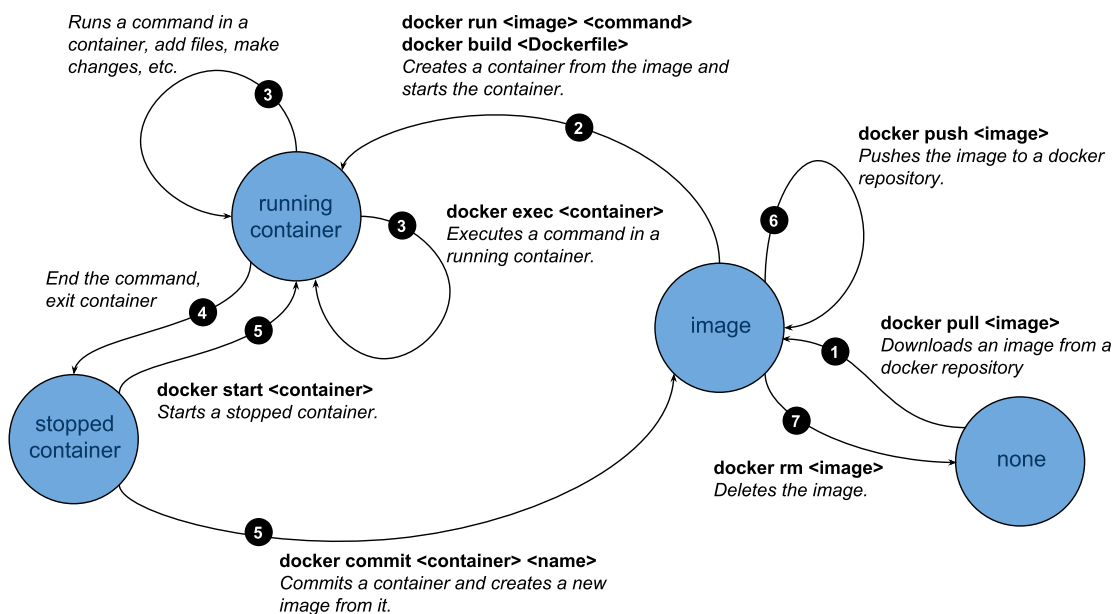 Runs a command in a
container, add files, make
changes, etc.
3
docker run <image> <command>
docker build <Dockerfile>
Creates a container from the image and
starts the container.
2
docker push <image>
Pushes the image to a docker
repository.
6
running
container
3
docker exec <container>
Executes a command in a
running container.
End the command,
exit container
4
5
image
docker pull <image>
Downloads an image from a
docker repository
1
docker start <container>
Starts a stopped container.
stopped
container
7
docker rm <image>
Deletes the image.
none
5
docker commit <container> <name>
Commits a container and creates a new
image from it.